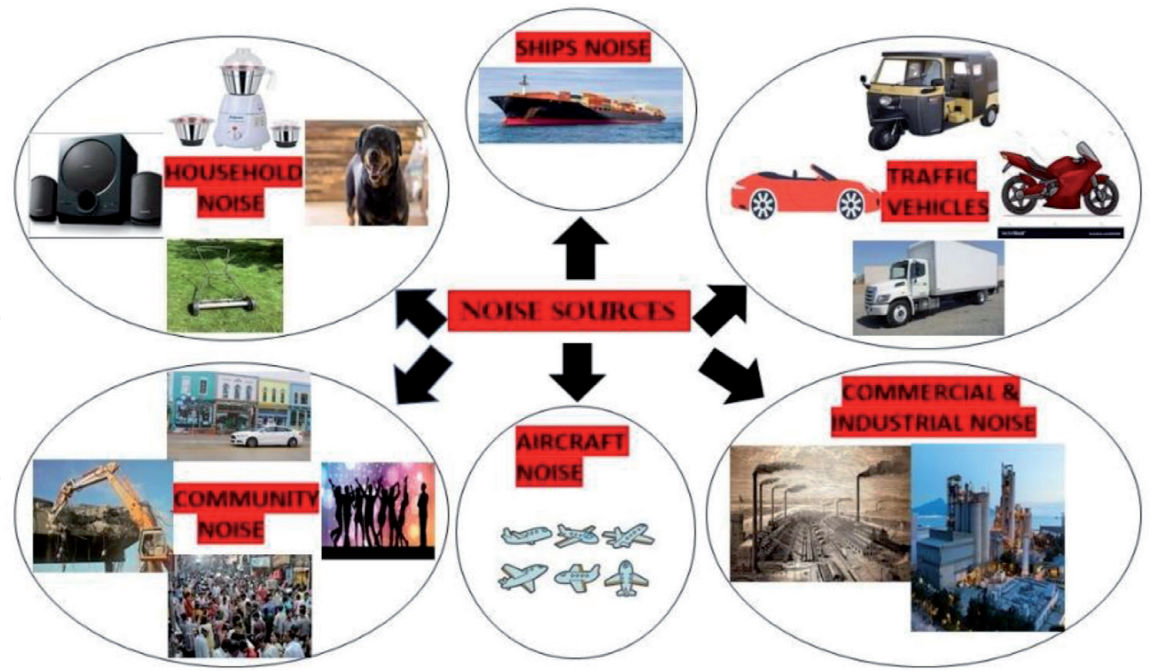 SHIPS NOISE
HOUSEHOLD
NOISE
TRAFFIC
VEHICLES
NOISE SOURCES
COMMUNITY
NOISE
AIRCRAFT
NOISE
COMMERCIAL &
INDUSTRIAL NOISE